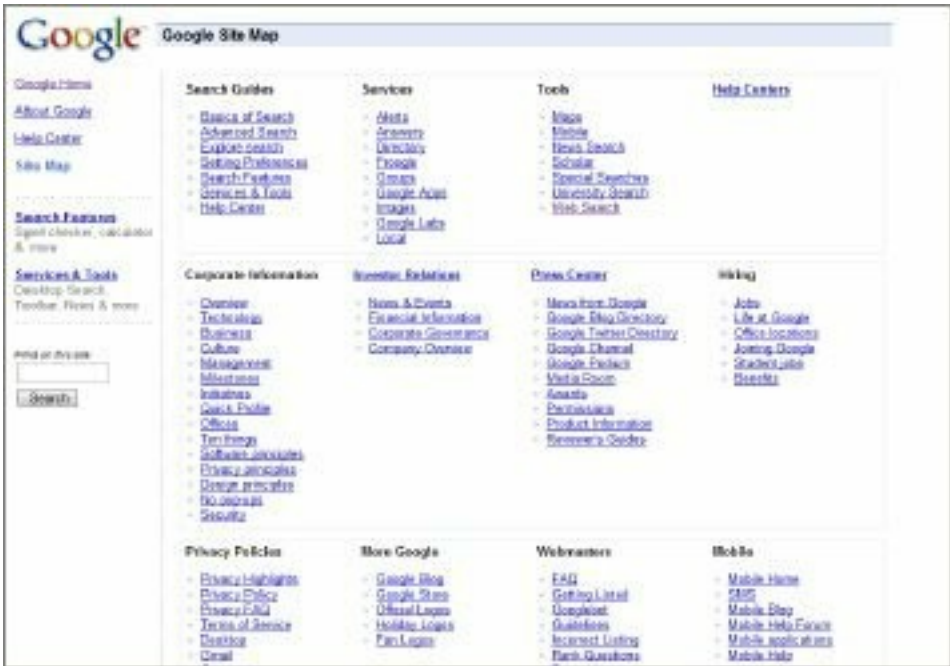 Google
Google Site Map
Google Home
About Google
Help Center
Site Map
Search Features
Spell checker, calculator
& more
Services & Tools
Desktop Search,
Toolbar, News & more
Find on this site:
Search
Search Guides
Basics of Search
Advanced Search
Explore search
Setting Preferences
Search Features
Services & Tools
Help Center
Services
Alerts
Answers
Directory
Froogle
Groups
Google Apps
Images
Google Labs
Local
Tools
Maps
Mobile
News Search
Scholar
Special Searches
University Search
Web Search
Help Centers
Corporate Information
Overview
Technology
Business
Culture
Management
Milestones
Initiatives
Quick Profile
Offices
Ten things
Software principles
Privacy principles
Design principles
No pop-ups
Security
Investor Relations
News & Events
Financial Information
Corporate Governance
Company Overview
Press Center
News from Google
Google Blog Directory
Google Twitter Directory
Google Channel
Google Podium
Media Room
Awards
Permissions
Product Information
Reviewer's Guides
Hiring
Jobs
Life at Google
Office locations
Joining Google
Student jobs
Benefits
Privacy Policies
Privacy Highlights
Privacy Policy
Privacy FAQ
Terms of Service
Desktop
Gmail
More Google
Google Blog
Google Store
Official Logos
Holiday Logos
Fan Logos
Webmasters
FAQ
Getting Listed
Googlebot
Guidelines
Incorrect Listing
Rank Questions
Mobile
Mobile Home
SMS
Mobile Blog
Mobile Help Forum
Mobile applications
Mobile Help